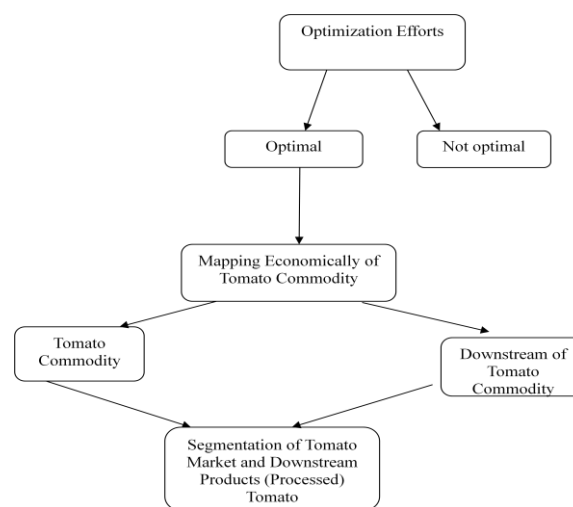 Optimization Efforts
Optimal
Not optimal
Mapping Economically of
Tomato Commodity
Tomato
Commodity
Downstream of
Tomato
Commodity
Segmentation of Tomato
Market and Downstream
Products (Processed)
Tomato